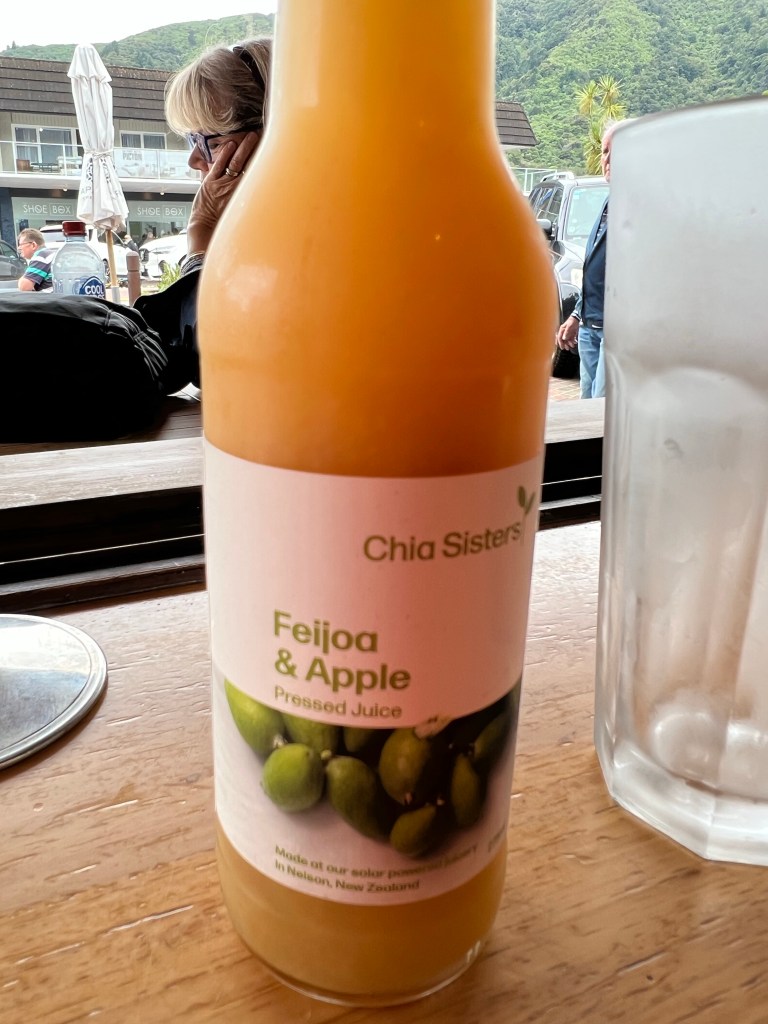 SHOE BOX
SHOE BOX
COOL
Chia Sisters
Feijoa
& Apple
Pressed Juice
Made at our solar powered
in Nelson, New Zealand